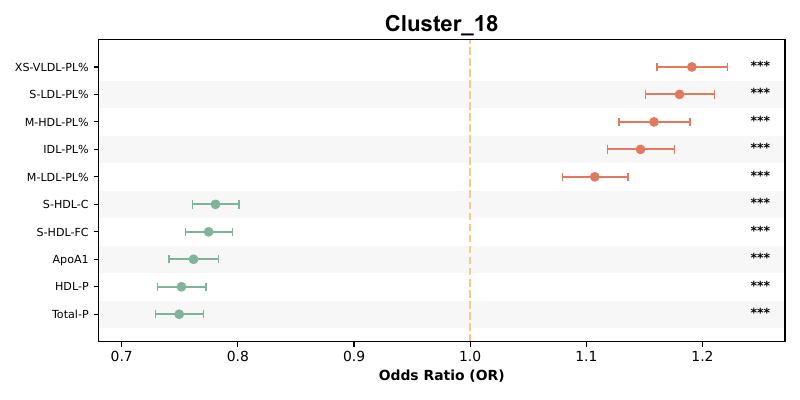 Cluster_18
XS-VLDL-PL% ***
S-LDL-PL% ***
M-HDL-PL% ***
IDL-PL% ***
M-LDL-PL% ***
S-HDL-C ***
S-HDL-FC ***
ApoA1 ***
HDL-P ***
Total-P ***
0.7 0.8 0.9 1.0 1.1 1.2
Odds Ratio (OR)